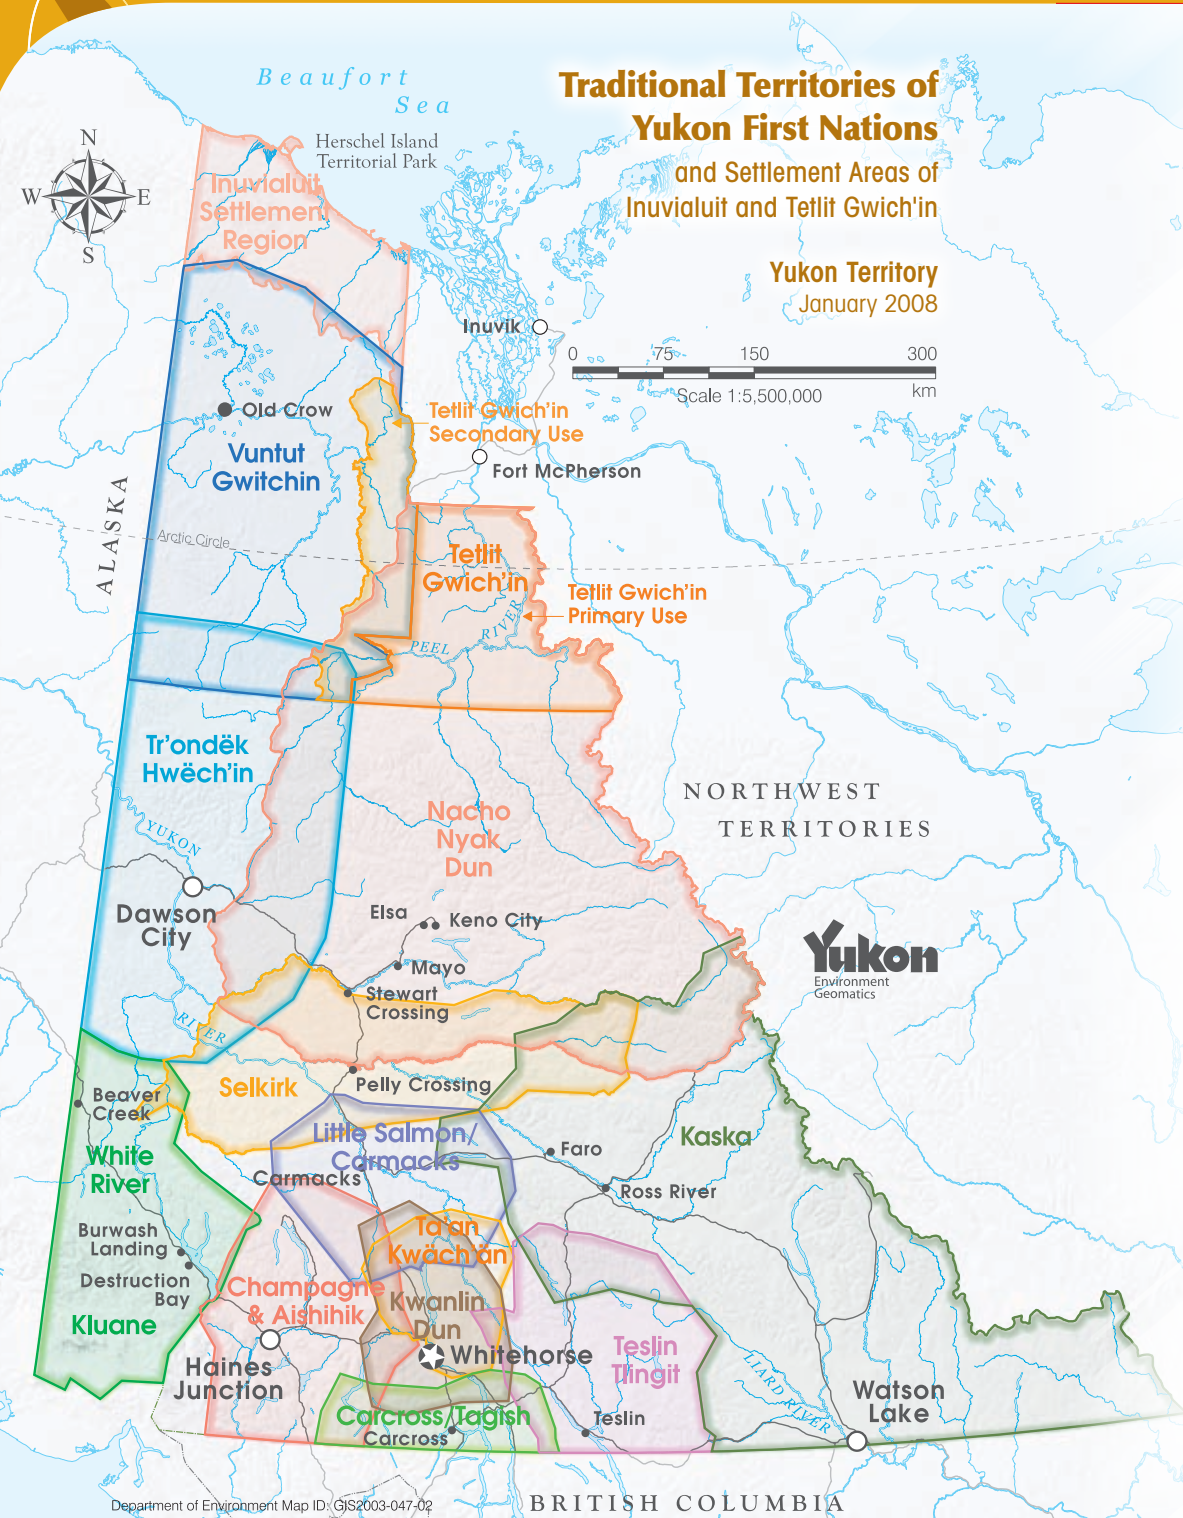 Beaufort
Sea
Traditional Territories of
Yukon First Nations
and Settlement Areas of
Inuvialuit and Tetlit Gwich'in
Yukon Territory
January 2008
N
W
E
S
Herschel Island
Territorial Park
Inuvialuit
Settlement
Region
Inuvik
0 75 150 300
Scale 1:5,500,000
km
Old Crow
Tetlit Gwich'in
Secondary Use
Vuntut
Gwitchin
Fort McPherson
ALASKA
Arctic Circle
Tetlit
Gwich'in
Tetlit Gwich'in
Primary Use
PEEL
RIVER
Tr'ondëk
Hwëch'in
NORTHWEST
TERRITORIES
YUKON
Nacho
Nyak
Dun
Dawson
City
Elsa
Keno City
Mayo
Stewart
Crossing
Yukon
Environment
Geomatics
RIVER
Selkirk
Pelly Crossing
Beaver
Creek
Little Salmon/
Carmacks
Kaska
Faro
White
River
Carmacks
Ross River
Ta'an
Kwäch'än
Burwash
Landing
Destruction
Bay
Champagne
& Aishihik
Kwanlin
Dun
Kluane
Whitehorse
Teslin
Tlingit
Haines
Junction
LIARD RIVER
Watson
Lake
Carcross/Tagish
Carcross
Teslin
Department of Environment Map ID: GIS2003-047-02
BRITISH COLUMBIA